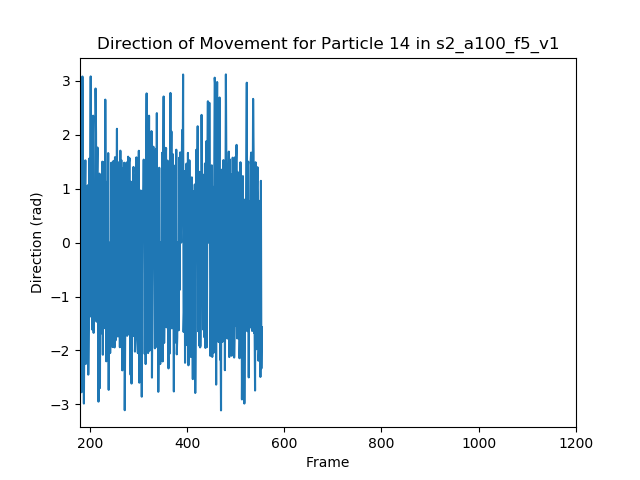 Direction of Movement for Particle 14 in s2_a100_f5_v1
3
2
1
0
−1
−2
−3
Direction (rad)
200 400 600 800 1000 1200
Frame